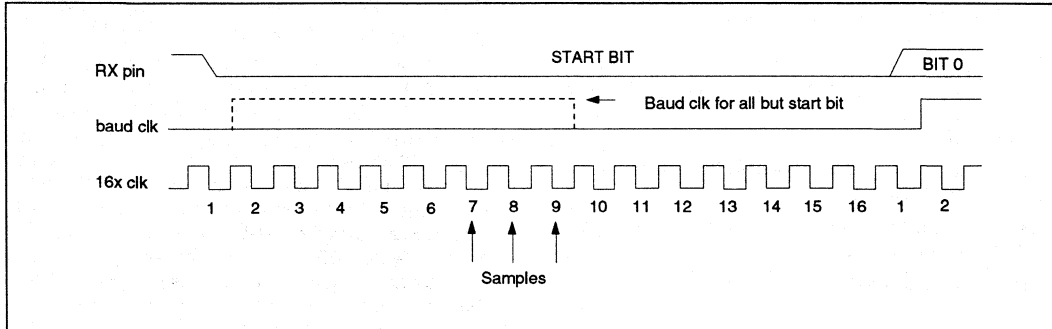 START BIT
RX pin
BIT 0
Baud clk for all but start bit
baud clk
16x clk
1 2 3 4 5 6 7 8 9 10 11 12 13 14 15 16 1 2
Samples